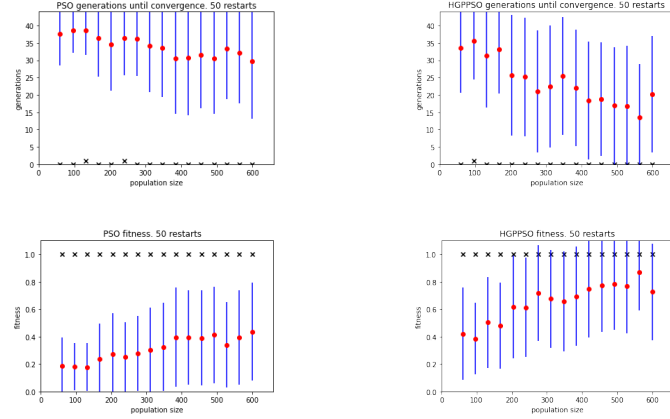 PSO generations until convergence. 50 restarts
40
35
30
25
20
15
10
5
0
generations
0 100 200 300 400 500 600
population size
HGPPSO generations until convergence. 50 restarts
40
35
30
25
20
15
10
5
0
generations
0 100 200 300 400 500 600
population size
PSO fitness. 50 restarts
1.0
0.8
0.6
0.4
0.2
0.0
fitness
0 100 200 300 400 500 600
population size
HGPPSO fitness. 50 restarts
1.0
0.8
0.6
0.4
0.2
0.0
fitness
0 100 200 300 400 500 600
population size